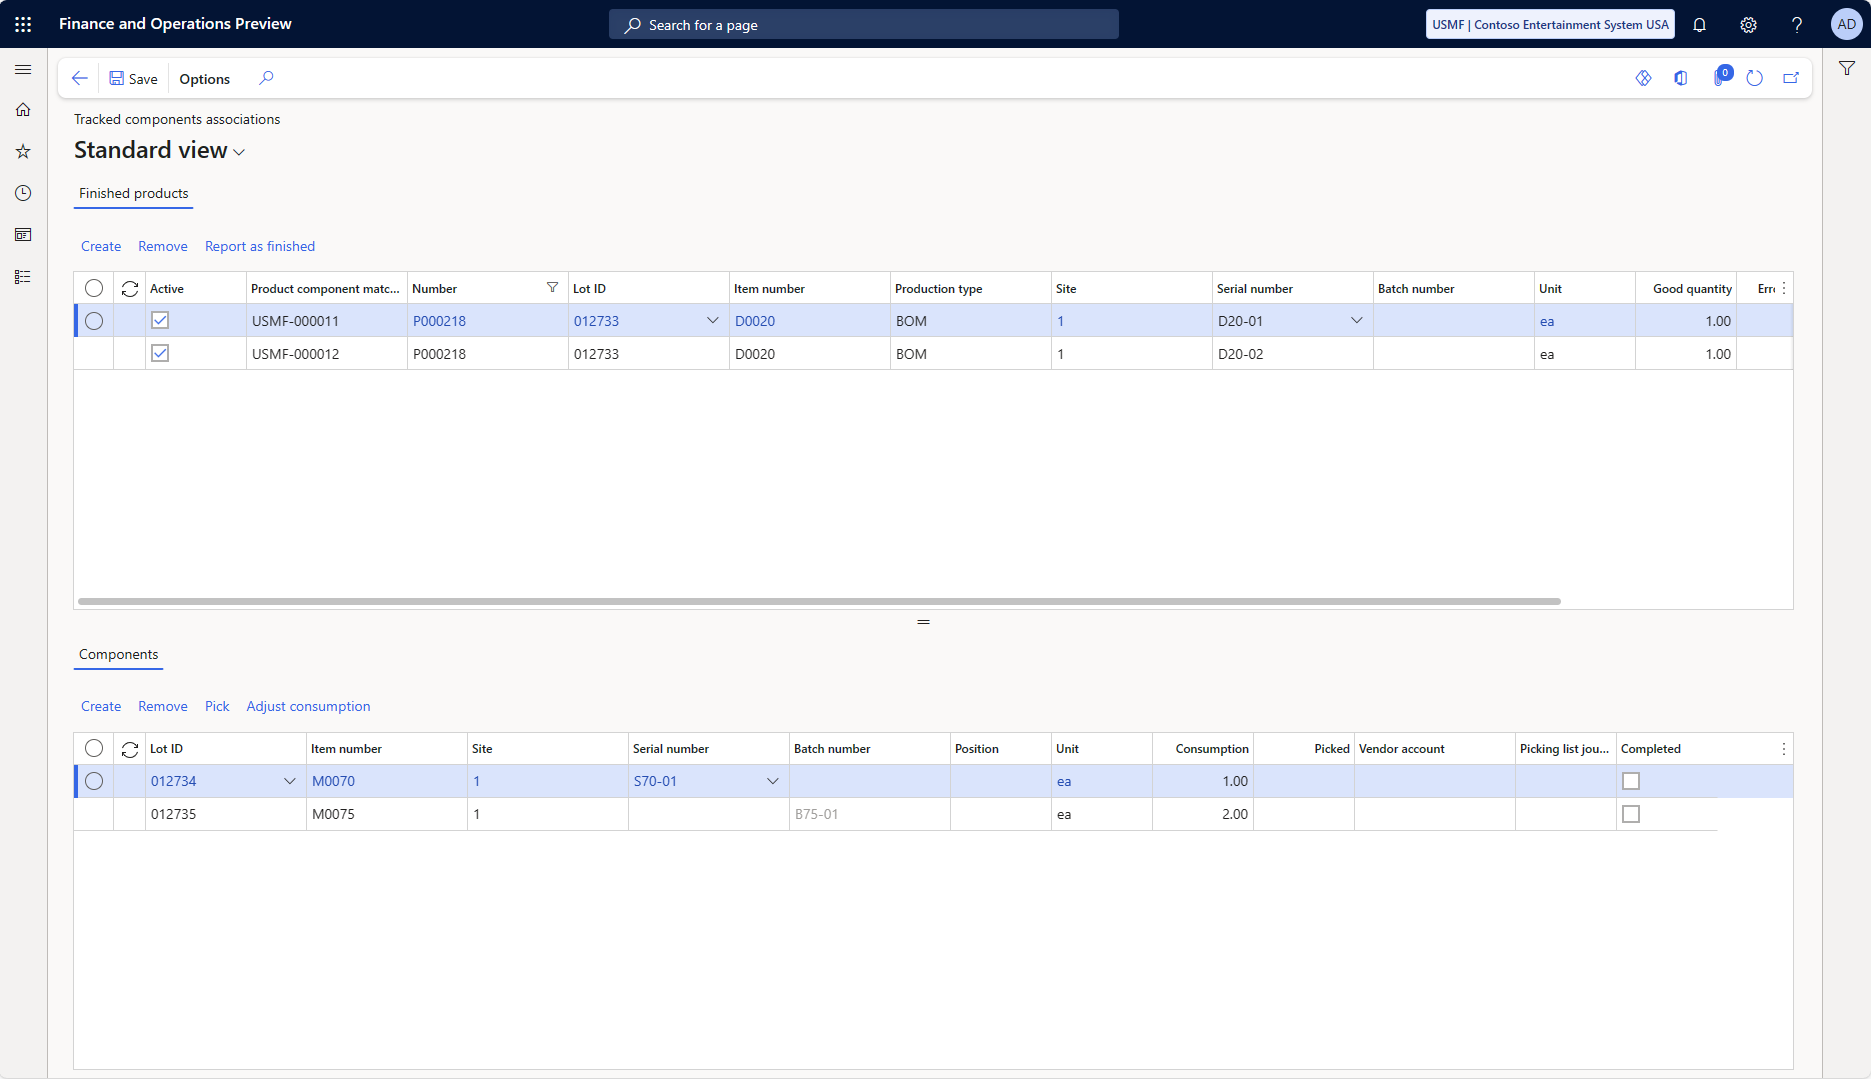 Finance and Operations Preview
Search for a page
USMF | Contoso Entertainment System USA
?
AD
Save
Options
0
Tracked components associations
Standard view
Finished products
Create Remove Report as finished
Active Product component matc... Number Lot ID Item number Production type Site Serial number Batch number Unit Good quantity Erro
USMF-000011 P000218 012733 D0020 BOM 1 D20-01 ea 1.00
USMF-000012 P000218 012733 D0020 BOM 1 D20-02 ea 1.00
Components
Create Remove Pick Adjust consumption
Lot ID Item number Site Serial number Batch number Position Unit Consumption Picked Vendor account Picking list jou... Completed
012734 M0070 1 S70-01 ea 1.00
012735 M0075 1 B75-01 ea 2.00